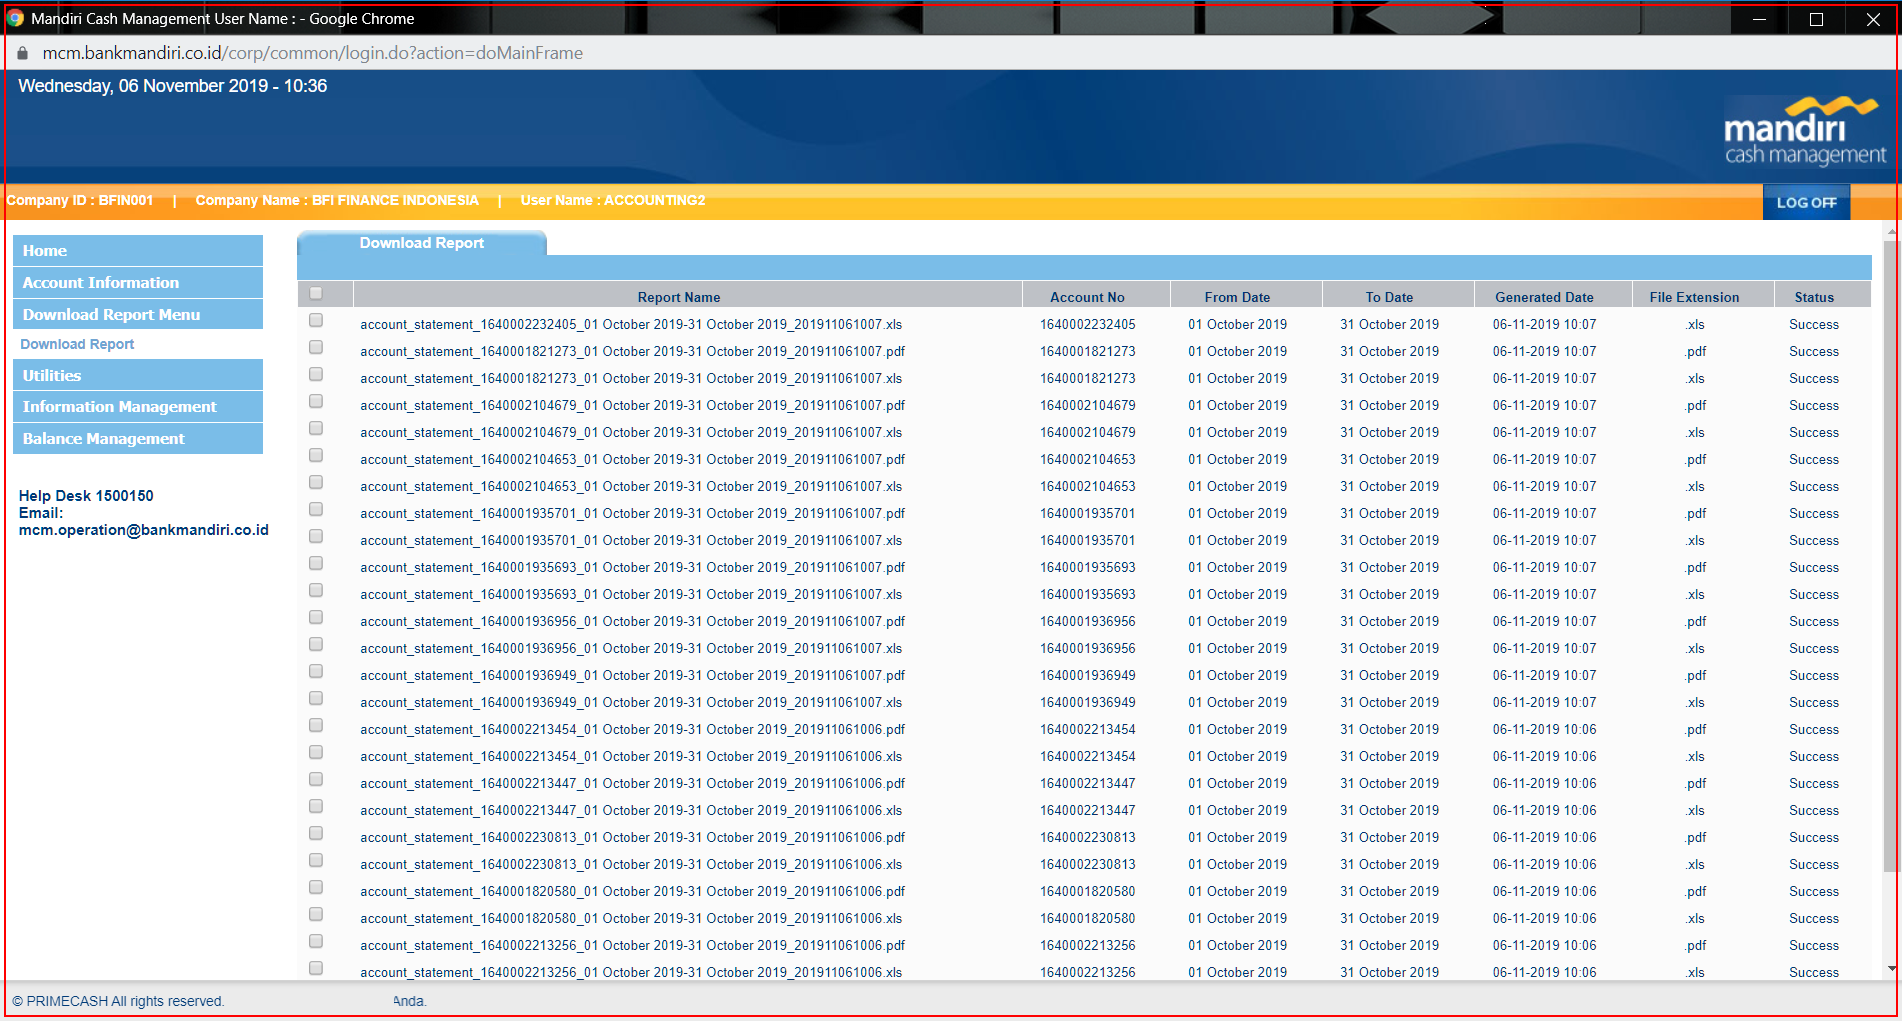 Mandiri Cash Management User Name : - Google Chrome
mcm.bankmandiri.co.id/corp/common/login.do?action=doMainFrame
Wednesday, 06 November 2019 - 10:36
mandiri
cash management
Company ID : BFIN001 | Company Name : BFI FINANCE INDONESIA | User Name : ACCOUNTING2
LOG OFF
Home
Account Information
Download Report Menu
Download Report
Utilities
Information Management
Balance Management
Help Desk 1500150
Email:
mcm.operation@bankmandiri.co.id
Download Report
Report Name Account No From Date To Date Generated Date File Extension Status
account_statement_1640002232405_01 October 2019-31 October 2019_201911061007.xls 1640002232405 01 October 2019 31 October 2019 06-11-2019 10:07 .xls Success
account_statement_1640001821273_01 October 2019-31 October 2019_201911061007.pdf 1640001821273 01 October 2019 31 October 2019 06-11-2019 10:07 .pdf Success
account_statement_1640001821273_01 October 2019-31 October 2019_201911061007.xls 1640001821273 01 October 2019 31 October 2019 06-11-2019 10:07 .xls Success
account_statement_1640002104679_01 October 2019-31 October 2019_201911061007.pdf 1640002104679 01 October 2019 31 October 2019 06-11-2019 10:07 .pdf Success
account_statement_1640002104679_01 October 2019-31 October 2019_201911061007.xls 1640002104679 01 October 2019 31 October 2019 06-11-2019 10:07 .xls Success
account_statement_1640002104653_01 October 2019-31 October 2019_201911061007.pdf 1640002104653 01 October 2019 31 October 2019 06-11-2019 10:07 .pdf Success
account_statement_1640002104653_01 October 2019-31 October 2019_201911061007.xls 1640002104653 01 October 2019 31 October 2019 06-11-2019 10:07 .xls Success
account_statement_1640001935701_01 October 2019-31 October 2019_201911061007.pdf 1640001935701 01 October 2019 31 October 2019 06-11-2019 10:07 .pdf Success
account_statement_1640001935701_01 October 2019-31 October 2019_201911061007.xls 1640001935701 01 October 2019 31 October 2019 06-11-2019 10:07 .xls Success
account_statement_1640001935693_01 October 2019-31 October 2019_201911061007.pdf 1640001935693 01 October 2019 31 October 2019 06-11-2019 10:07 .pdf Success
account_statement_1640001935693_01 October 2019-31 October 2019_201911061007.xls 1640001935693 01 October 2019 31 October 2019 06-11-2019 10:07 .xls Success
account_statement_1640001936956_01 October 2019-31 October 2019_201911061007.pdf 1640001936956 01 October 2019 31 October 2019 06-11-2019 10:07 .pdf Success
account_statement_1640001936956_01 October 2019-31 October 2019_201911061007.xls 1640001936956 01 October 2019 31 October 2019 06-11-2019 10:07 .xls Success
account_statement_1640001936949_01 October 2019-31 October 2019_201911061007.pdf 1640001936949 01 October 2019 31 October 2019 06-11-2019 10:07 .pdf Success
account_statement_1640001936949_01 October 2019-31 October 2019_201911061007.xls 1640001936949 01 October 2019 31 October 2019 06-11-2019 10:07 .xls Success
account_statement_1640002213454_01 October 2019-31 October 2019_201911061006.pdf 1640002213454 01 October 2019 31 October 2019 06-11-2019 10:06 .pdf Success
account_statement_1640002213454_01 October 2019-31 October 2019_201911061006.xls 1640002213454 01 October 2019 31 October 2019 06-11-2019 10:06 .xls Success
account_statement_1640002213447_01 October 2019-31 October 2019_201911061006.pdf 1640002213447 01 October 2019 31 October 2019 06-11-2019 10:06 .pdf Success
account_statement_1640002213447_01 October 2019-31 October 2019_201911061006.xls 1640002213447 01 October 2019 31 October 2019 06-11-2019 10:06 .xls Success
account_statement_1640002230813_01 October 2019-31 October 2019_201911061006.pdf 1640002230813 01 October 2019 31 October 2019 06-11-2019 10:06 .pdf Success
account_statement_1640002230813_01 October 2019-31 October 2019_201911061006.xls 1640002230813 01 October 2019 31 October 2019 06-11-2019 10:06 .xls Success
account_statement_1640001820580_01 October 2019-31 October 2019_201911061006.pdf 1640001820580 01 October 2019 31 October 2019 06-11-2019 10:06 .pdf Success
account_statement_1640001820580_01 October 2019-31 October 2019_201911061006.xls 1640001820580 01 October 2019 31 October 2019 06-11-2019 10:06 .xls Success
account_statement_1640002213256_01 October 2019-31 October 2019_201911061006.pdf 1640002213256 01 October 2019 31 October 2019 06-11-2019 10:06 .pdf Success
account_statement_1640002213256_01 October 2019-31 October 2019_201911061006.xls 1640002213256 01 October 2019 31 October 2019 06-11-2019 10:06 .xls Success
© PRIMECASH All rights reserved. Anda.